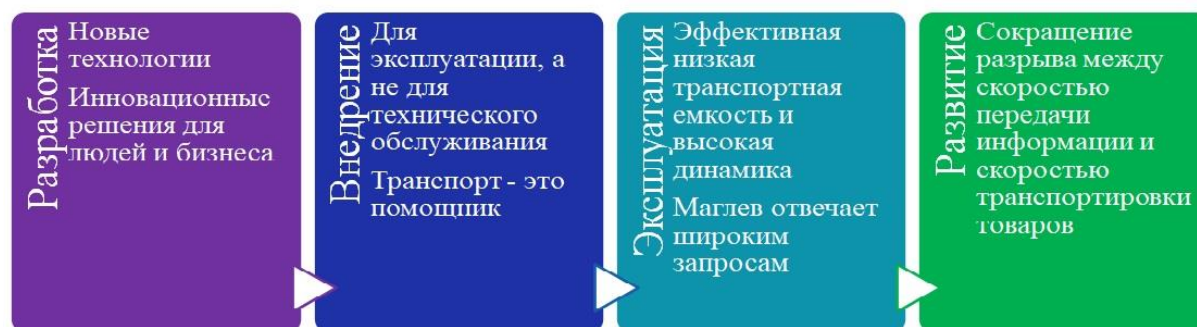 Разработка
Новые
технологии
Инновационные
решения для
людей и бизнеса
Внедрение
Для
эксплуатации, а
не для
технического
обслуживания
Транспорт - это
помощник
Эксплуатация
Эффективная
низкая
транспортная
емкость и
высокая
динамика
Маглев отвечает
широким
запросам
Развитие
Сокращение
разрыва между
скоростью
передачи
информации и
скоростью
транспортировки
товаров